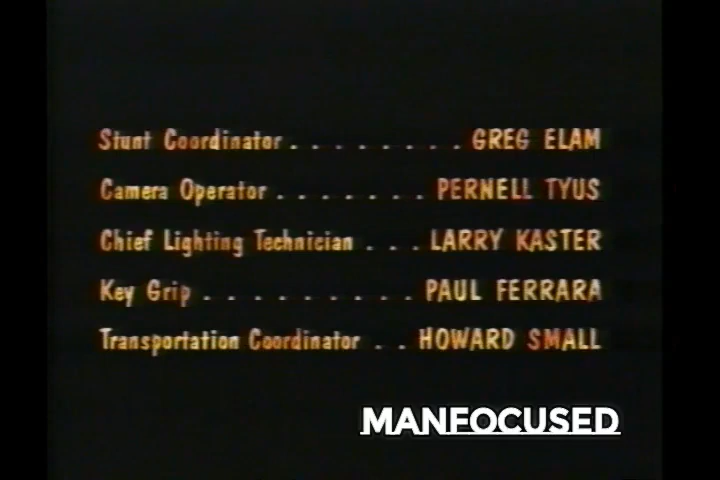 Stunt Coordinator . . . . . . . . GREG ELAM
Camera Operator . . . . . . . PERNELL TYUS
Chief Lighting Technician . . . LARRY KASTER
Key Grip . . . . . . . . . PAUL FERRARA
Transportation Coordinator . . HOWARD SMALL
MANFOCUSED